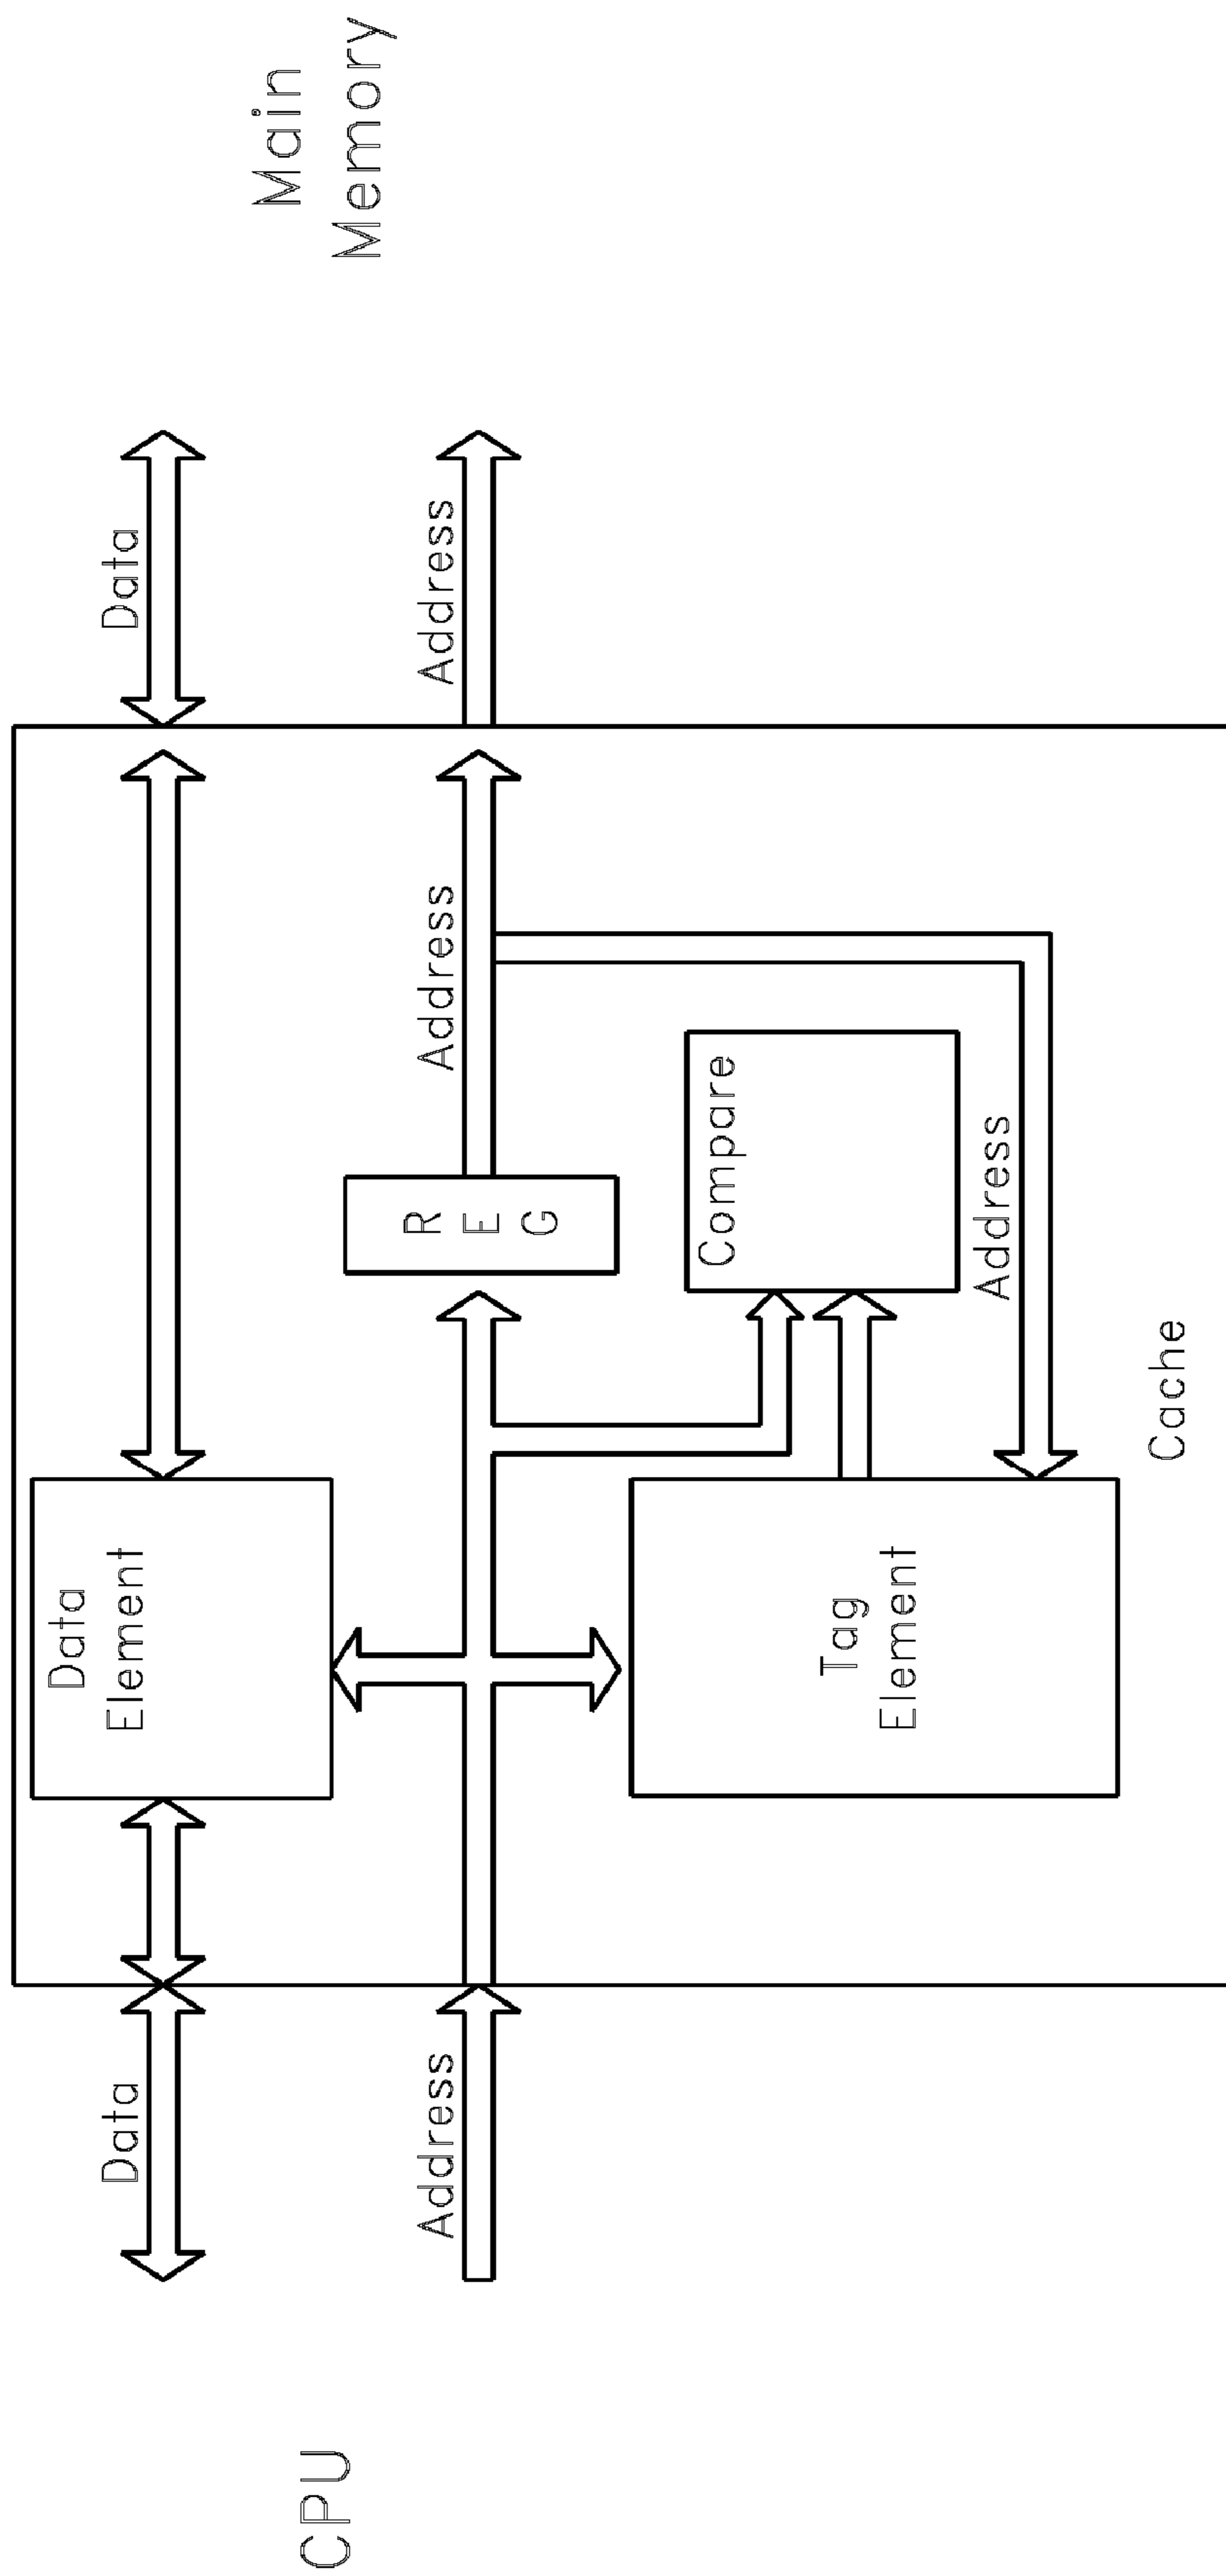 CPU
Data
Address
Data
Element
Tag
Element
R
E
G
Compare
Address
Address
Cache
Data
Address
Main
Memory